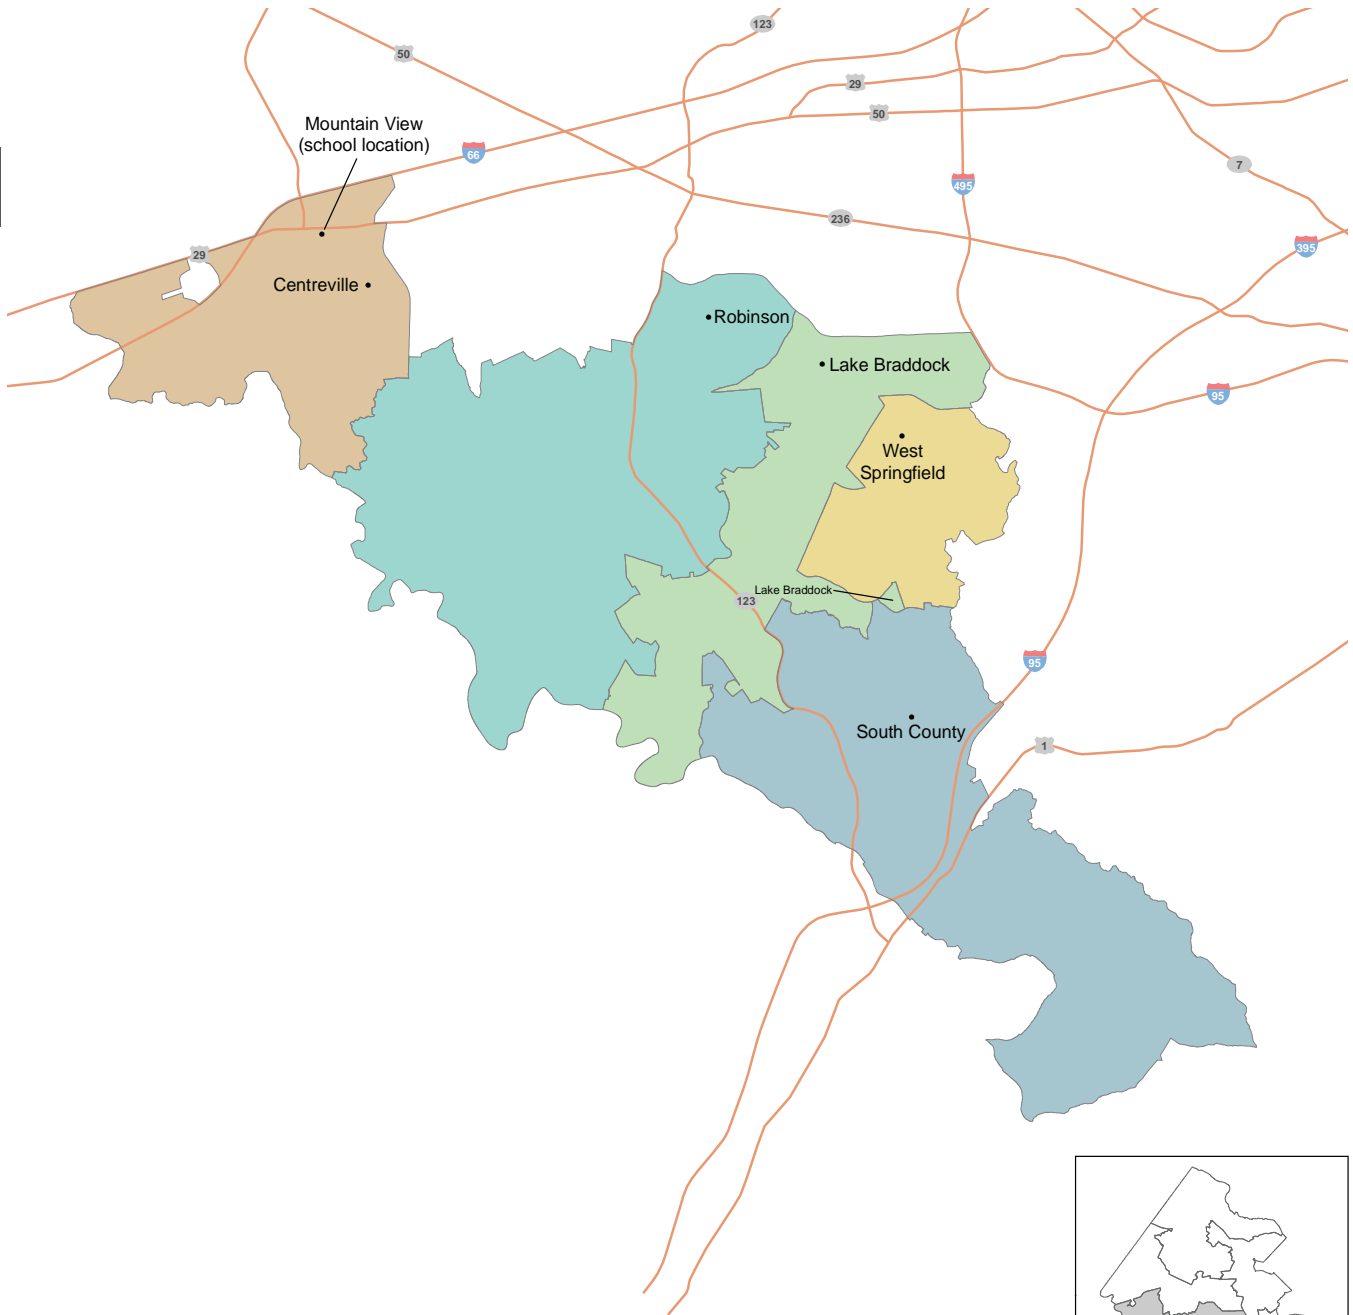 123
50
29
50
Mountain View
(school location)
66
7
495
236
395
29
Centreville
Robinson
Lake Braddock
95
West
Springfield
Lake Braddock
123
95
South County
1